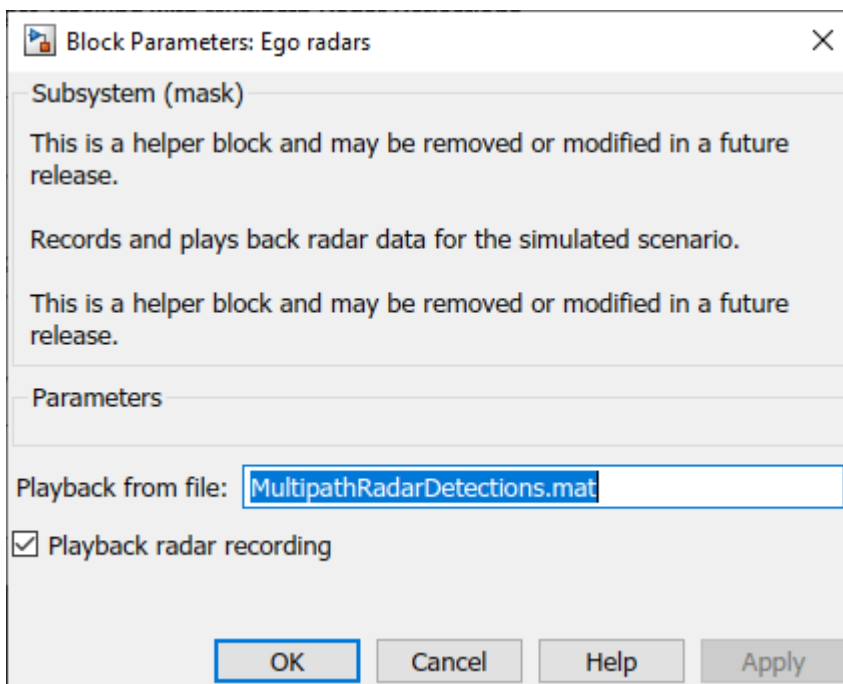 Block Parameters: Ego radars
Subsystem (mask)
This is a helper block and may be removed or modified in a future
release.
Records and plays back radar data for the simulated scenario.
This is a helper block and may be removed or modified in a future
release.
Parameters
Playback from file: MultipathRadarDetections.mat
Playback radar recording
OK Cancel Help Apply